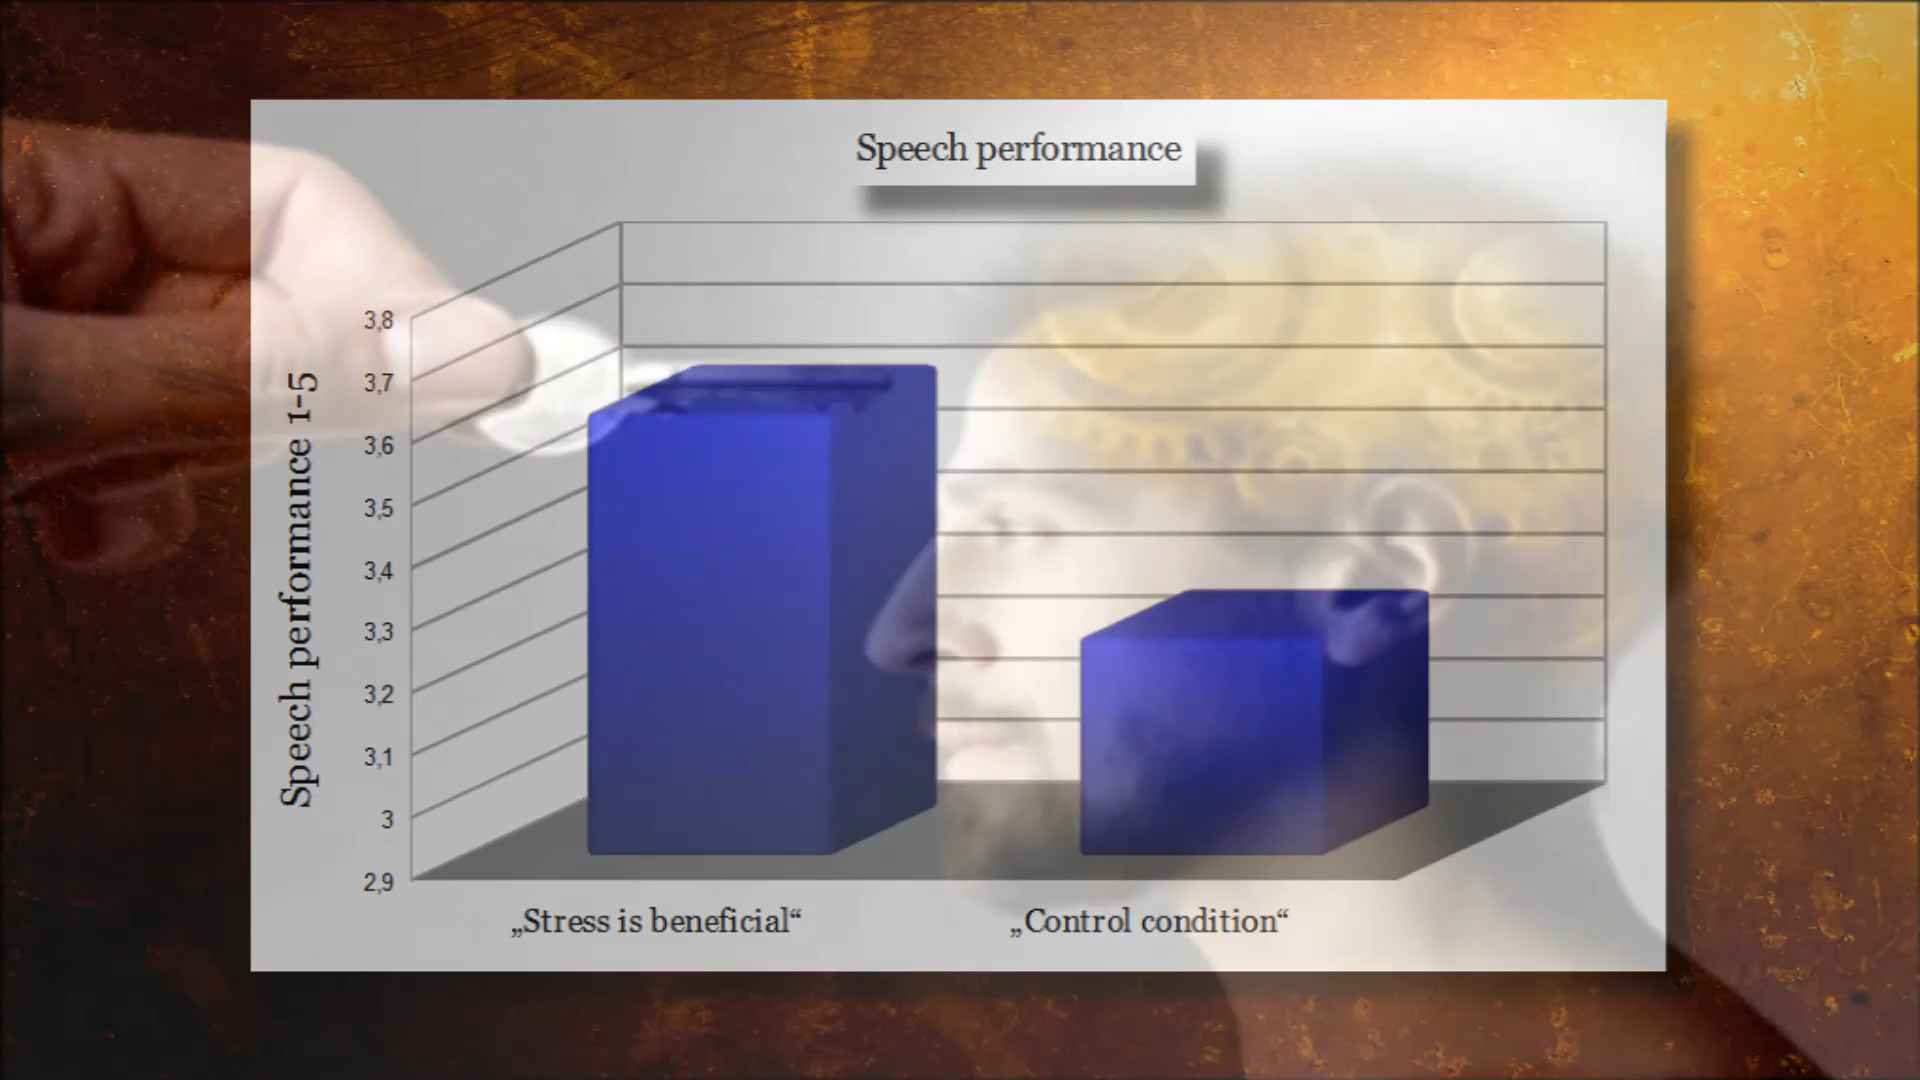 Speech performance
Speech performance 1-5
3,8
3,7
3,6
3,5
3,4
3,3
3,2
3,1
3
2,9
„Stress is beneficial“
„Control condition“